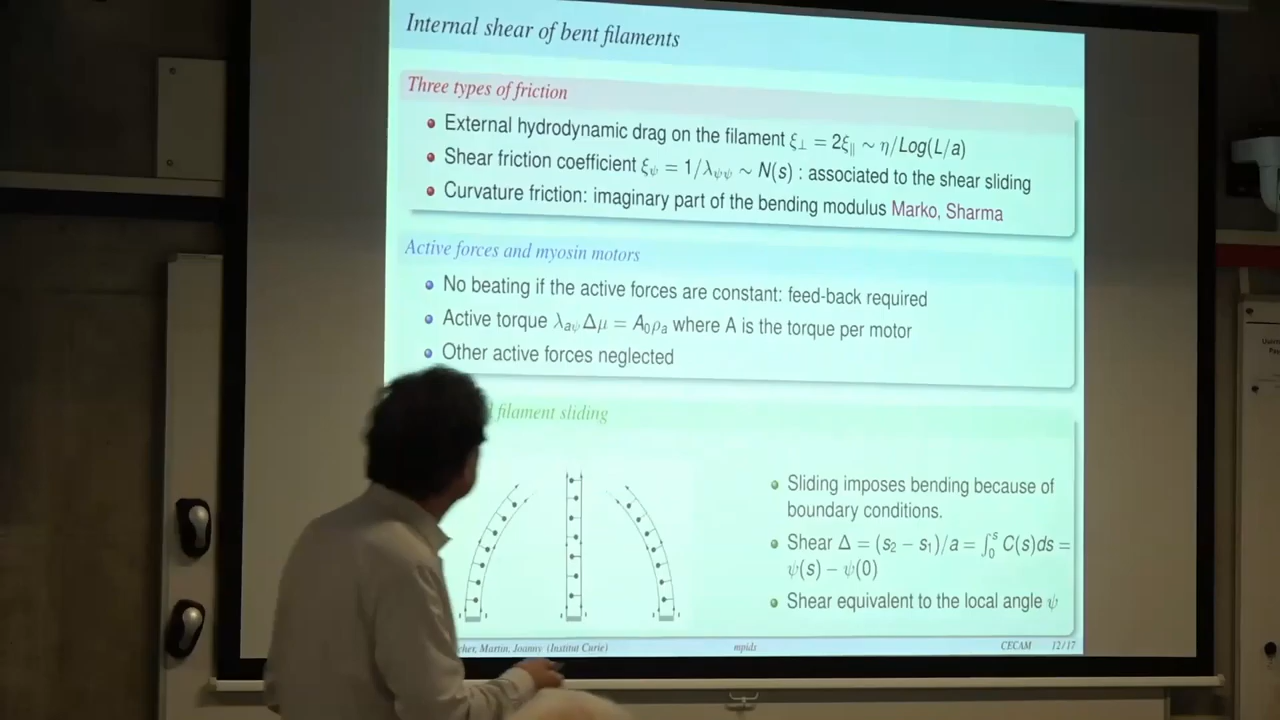 Internal shear of bent filaments
Three types of friction
External hydrodynamic drag on the filament ξ⊥ = 2ξ∥ ∼ η/Log(L/a)
Shear friction coefficient ξψ = 1/λψψ ∼ N(s) : associated to the shear sliding
Curvature friction: imaginary part of the bending modulus Marko, Sharma
Active forces and myosin motors
No beating if the active forces are constant: feed-back required
Active torque λaψΔμ = A₀ρa where A is the torque per motor
Other active forces neglected
filament sliding
Sliding imposes bending because of
boundary conditions.
Shear Δ = (s₂ − s₁)/a = ∫₀ˢ C(s)ds =
ψ(s) − ψ(0)
Shear equivalent to the local angle ψ
Martin, Joanny (Institut Curie) mpids CECAM 12/17